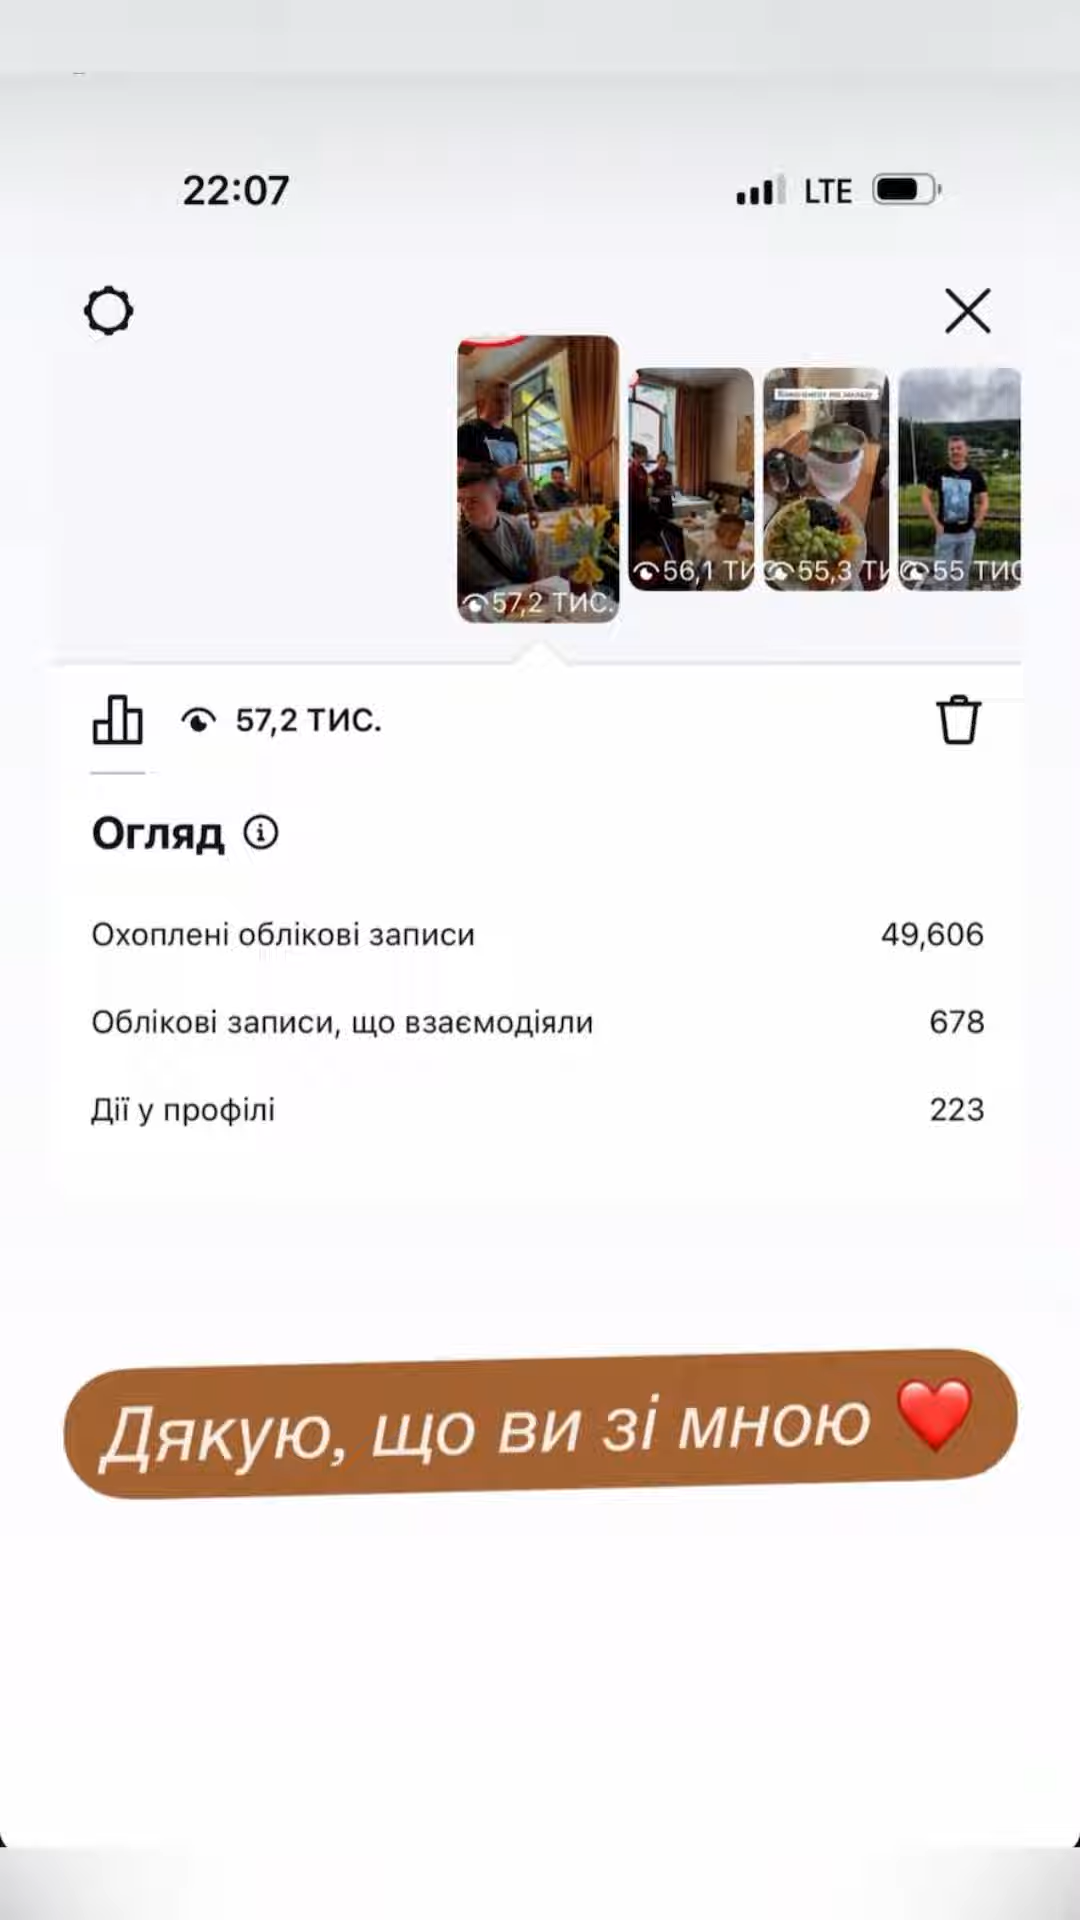 22:07
LTE
57,2 ТИС.
56,1 ТИ
55,3 ТИ
55 ТИС
57,2 ТИС.
Огляд
Охоплені облікові записи 49,606
Облікові записи, що взаємодіяли 678
Дії у профілі 223
Дякую, що ви зі мною ❤️